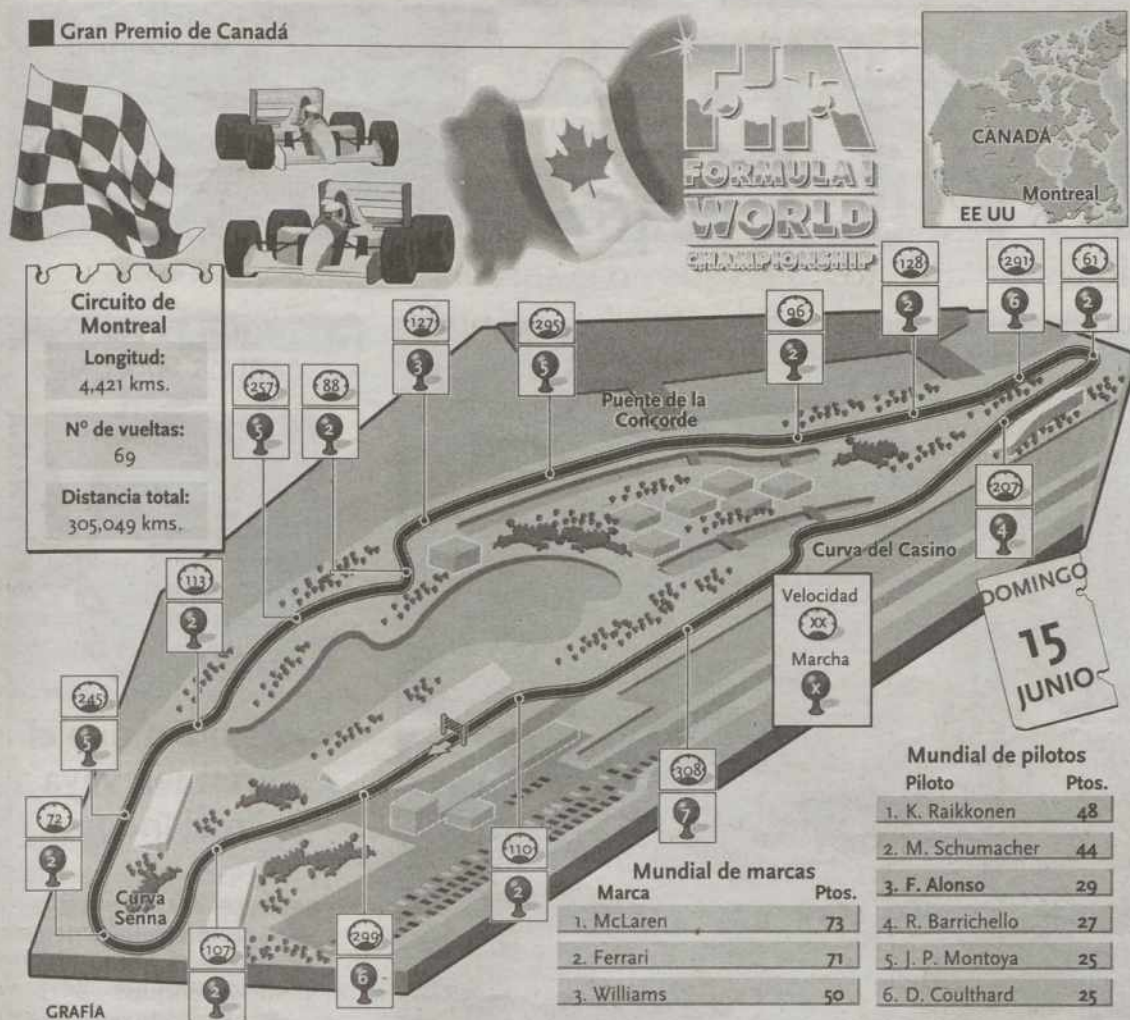 Gran Premio de Canadá
FIA
FORMULA 1
WORLD
CHAMPIONSHIP
CANADÁ
Montreal
EE UU
Circuito de
Montreal
Longitud:
4,421 kms.
Nº de vueltas:
69
Distancia total:
305,049 kms.
257
5
88
2
127
3
295
5
96
2
128
2
291
6
61
2
Puente de la
Concorde
207
4
Curva del Casino
113
2
245
5
72
2
Curva
Senna
107
2
299
6
110
2
308
7
Velocidad
XX
Marcha
X
DOMINGO
15
JUNIO
Mundial de marcas
Marca Ptos.
1. McLaren 73
2. Ferrari 71
3. Williams 50
Mundial de pilotos
Piloto Ptos.
1. K. Raikkonen 48
2. M. Schumacher 44
3. F. Alonso 29
4. R. Barrichello 27
5. J. P. Montoya 25
6. D. Coulthard 25
GRAFÍA